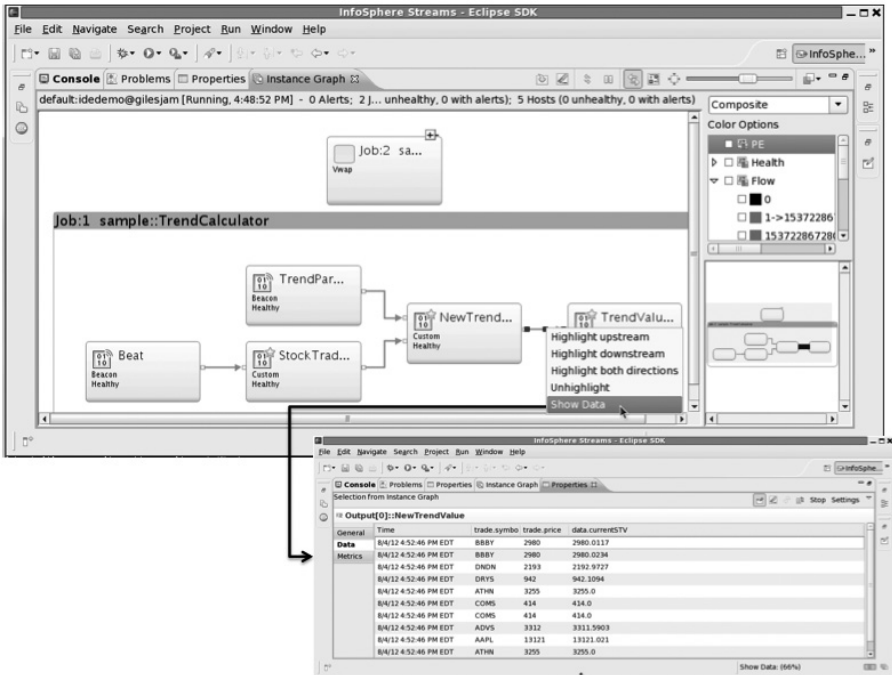 InfoSphere Streams - Eclipse SDK
File Edit Navigate Search Project Run Window Help
InfoSphe...
Console Problems Properties Instance Graph
default:idedemo@gilesjam [Running, 4:48:52 PM] - 0 Alerts; 2 J... unhealthy, 0 with alerts); 5 Hosts (0 unhealthy, 0 with alerts)
Composite
Color Options
PE
Health
Flow
0
1->15372286
15372286728
Job:2 sa...
Vwap
Job:1 sample::TrendCalculator
TrendPar...
Beacon
Healthy
NewTrend...
Custom
Healthy
TrendValu...
Beat
Beacon
Healthy
StockTrad...
Custom
Healthy
Highlight upstream
Highlight downstream
Highlight both directions
Unhighlight
Show Data
InfoSphere Streams - Eclipse SDK
File Edit Navigate Search Project Run Window Help
InfoSphe...
Console Problems Properties Instance Graph Properties
Selection from Instance Graph
Stop Settings
Output[0]::NewTrendValue
General
Data
Metrics
Time trade.symbo trade.price data.currentSTV
8/4/12 4:52:46 PM EDT BBBY 2980 2980.0117
8/4/12 4:52:46 PM EDT BBBY 2980 2980.0234
8/4/12 4:52:46 PM EDT DNDN 2193 2192.9727
8/4/12 4:52:46 PM EDT DRYS 942 942.1094
8/4/12 4:52:46 PM EDT ATHN 3255 3255.0
8/4/12 4:52:46 PM EDT COMS 414 414.0
8/4/12 4:52:46 PM EDT COMS 414 414.0
8/4/12 4:52:46 PM EDT ADVS 3312 3311.5903
8/4/12 4:52:46 PM EDT AAPL 13121 13121.021
8/4/12 4:52:46 PM EDT ATHN 3255 3255.0
Show Data: (66%)